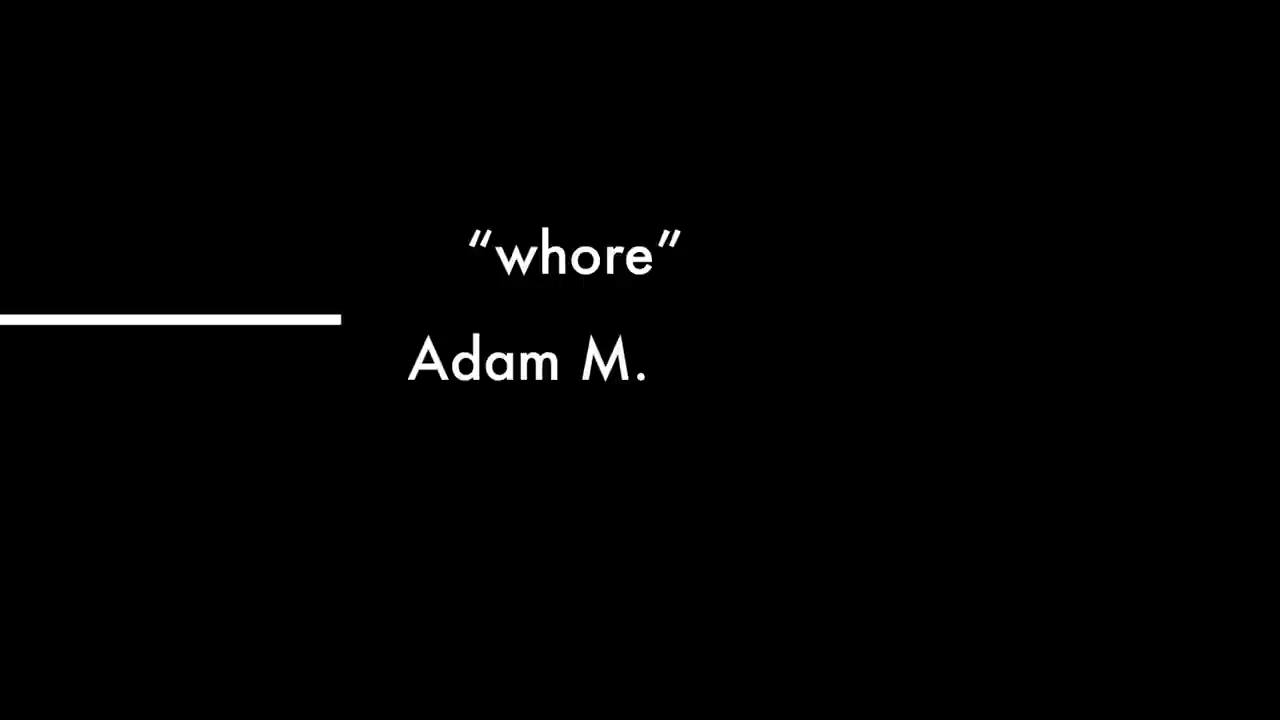 “whore”
Adam M.